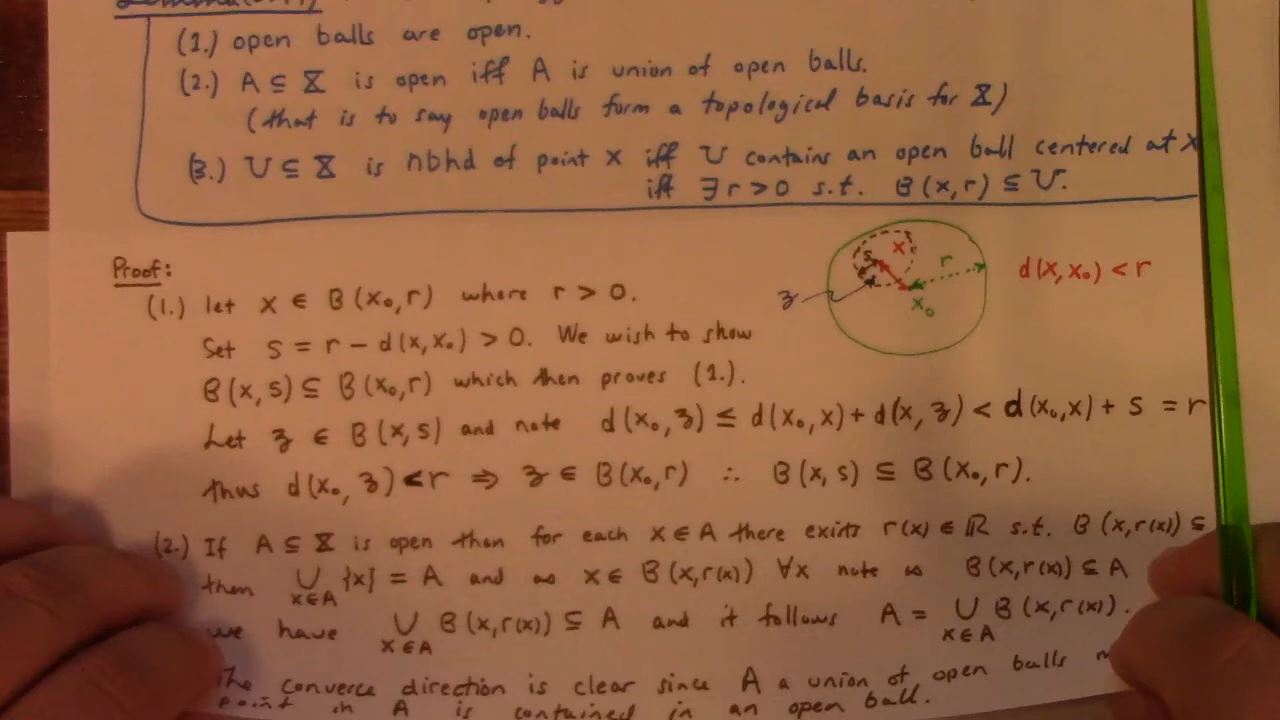 (1.) open balls are open.
(2.) A ⊆ X is open iff A is union of open balls.
(that is to say open balls form a topological basis for X)
(3.) U ⊆ X is nbhd of point x iff U contains an open ball centered at x
iff ∃ r > 0 s.t. B(x,r) ⊆ U.
Proof:
(1.) let x ∈ B(x₀,r) where r > 0.
Set s = r − d(x,x₀) > 0. We wish to show
B(x,s) ⊆ B(x₀,r) which then proves (1.).
Let z ∈ B(x,s) and note d(x₀,z) ≤ d(x₀,x) + d(x,z) < d(x₀,x) + s = r
thus d(x₀,z) < r ⇒ z ∈ B(x₀,r) ∴ B(x,s) ⊆ B(x₀,r).
s x r
z x₀
d(x,x₀) < r
(2.) If A ⊆ X is open then for each x ∈ A there exists r(x) ∈ ℝ s.t. B(x,r(x)) ⊆
then ∪ {x} = A and as x ∈ B(x,r(x)) ∀x note as B(x,r(x)) ⊆ A
x∈A
we have ∪ B(x,r(x)) ⊆ A and it follows A = ∪ B(x,r(x)).
x∈A x∈A
The converse direction is clear since A a union of open balls
point in A is contained in an open ball.